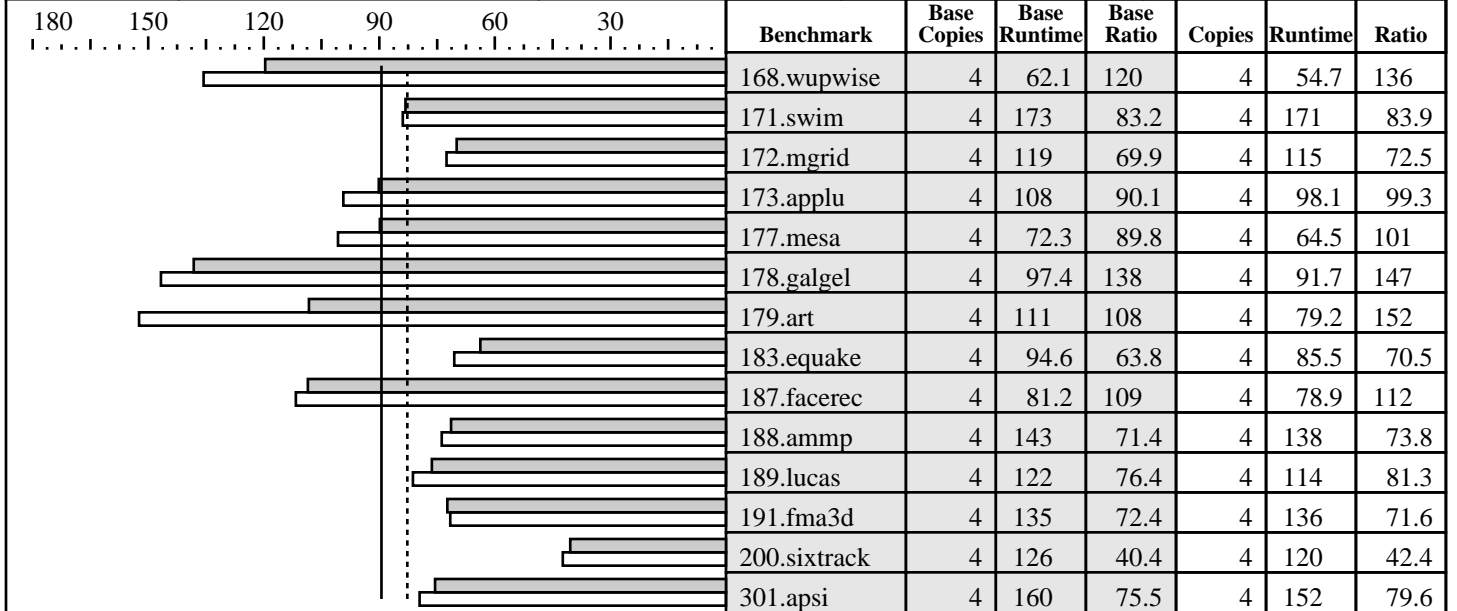 180 150 120 90 60 30
Benchmark Base Copies Base Runtime Base Ratio Copies Runtime Ratio
168.wupwise 4 62.1 120 4 54.7 136
171.swim 4 173 83.2 4 171 83.9
172.mgrid 4 119 69.9 4 115 72.5
173.applu 4 108 90.1 4 98.1 99.3
177.mesa 4 72.3 89.8 4 64.5 101
178.galgel 4 97.4 138 4 91.7 147
179.art 4 111 108 4 79.2 152
183.equake 4 94.6 63.8 4 85.5 70.5
187.facerec 4 81.2 109 4 78.9 112
188.ammp 4 143 71.4 4 138 73.8
189.lucas 4 122 76.4 4 114 81.3
191.fma3d 4 135 72.4 4 136 71.6
200.sixtrack 4 126 40.4 4 120 42.4
301.apsi 4 160 75.5 4 152 79.6